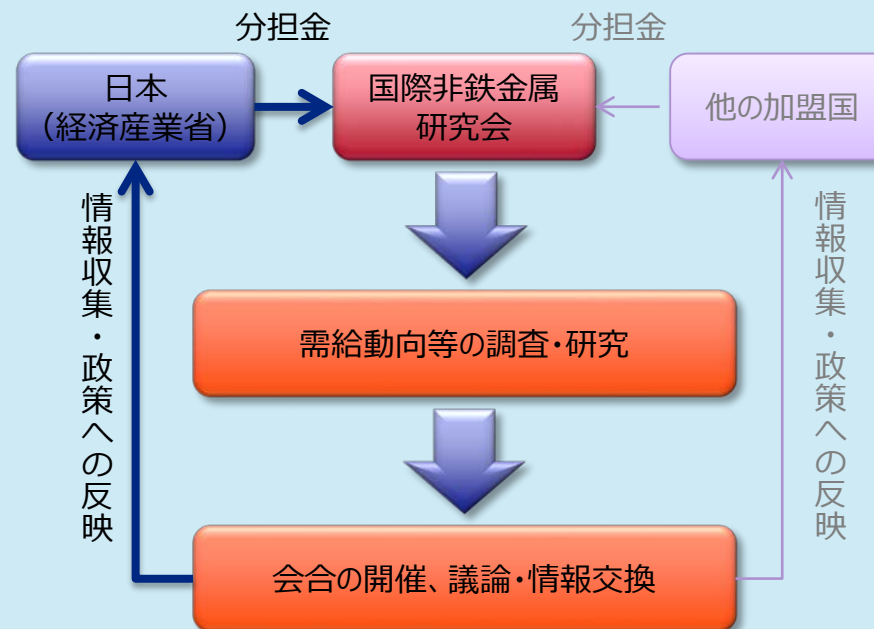 分担金
分担金
日本
（経済産業省）
国際非鉄金属
研究会
他の加盟国
情報収集・政策への反映
情報収集・政策への反映
需給動向等の調査・研究
会合の開催、議論・情報交換